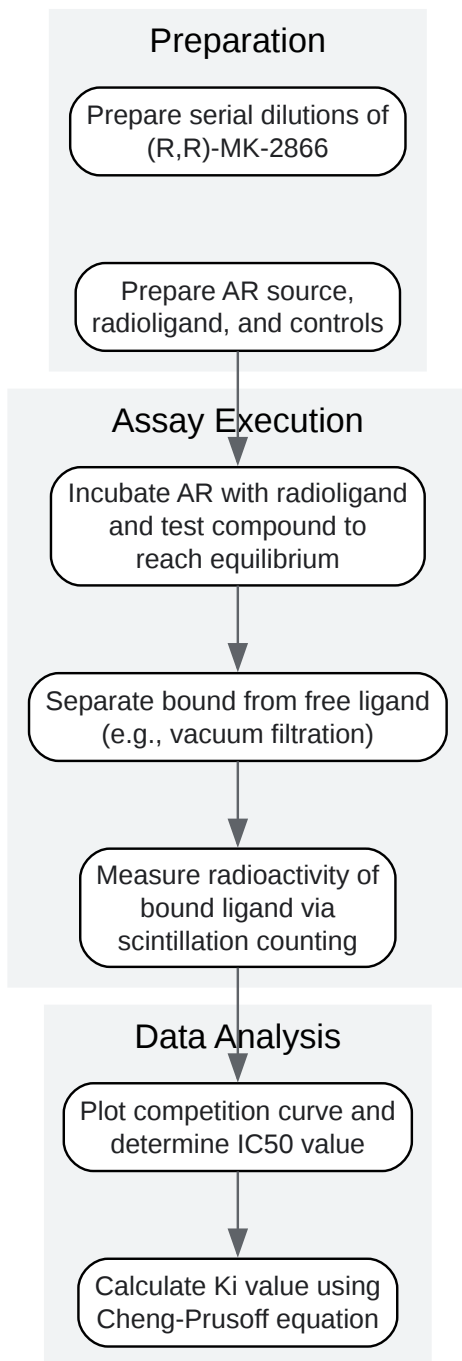 Preparation
Prepare serial dilutions of
(R,R)-MK-2866
Prepare AR source,
radioligand, and controls
Assay Execution
Incubate AR with radioligand
and test compound to
reach equilibrium
Separate bound from free ligand
(e.g., vacuum filtration)
Measure radioactivity of
bound ligand via
scintillation counting
Data Analysis
Plot competition curve and
determine IC50 value
Calculate Ki value using
Cheng-Prusoff equation